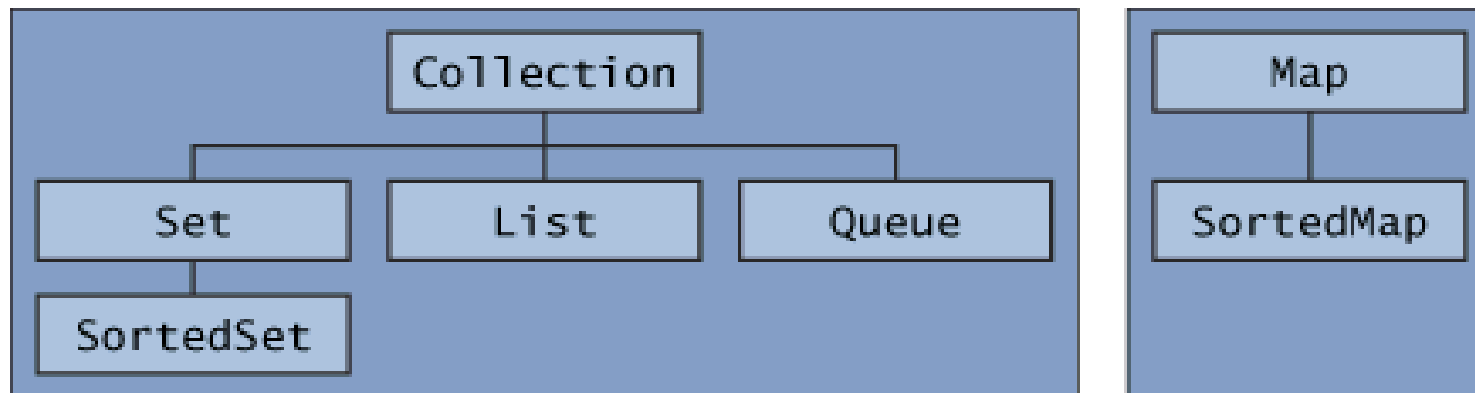 Collection
Map
Set
List
Queue
SortedMap
SortedSet